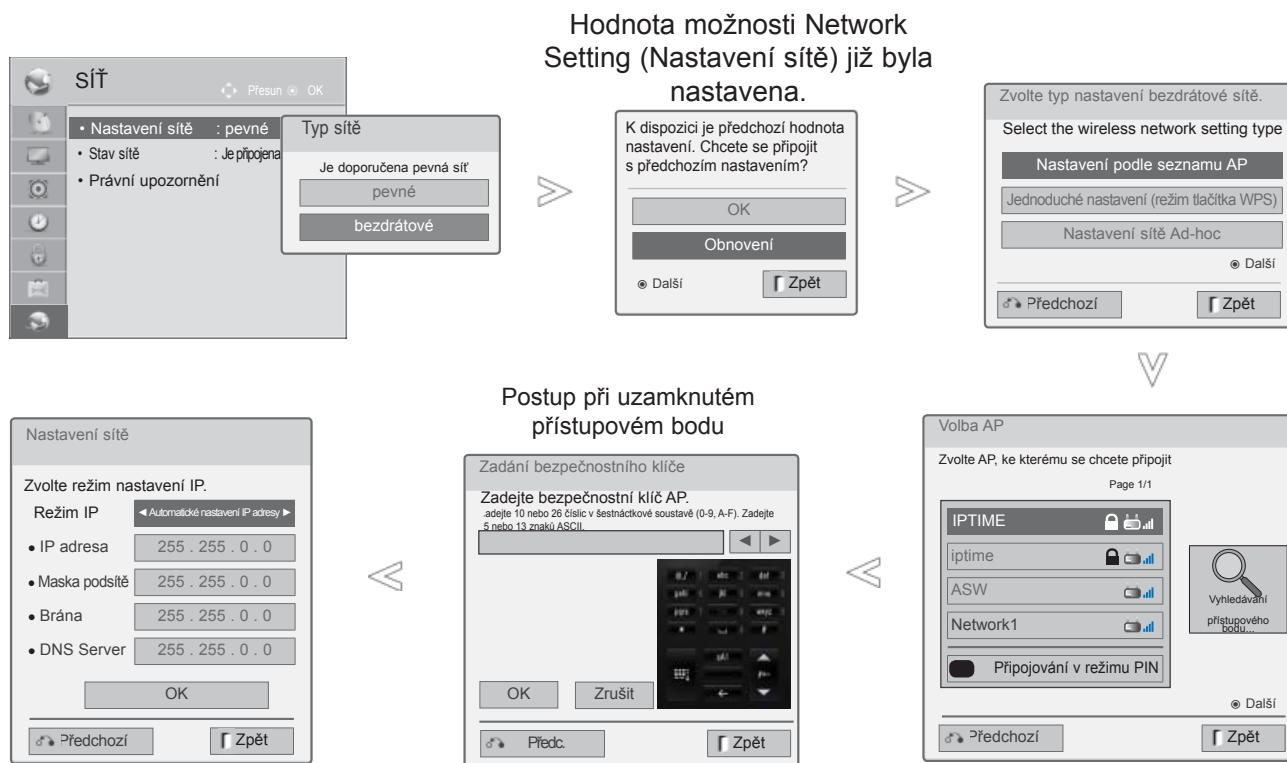 Hodnota možnosti Network
Setting (Nastavení sítě) již byla
nastavena.
SÍŤ
Přesun OK
• Nastavení sítě : pevné
• Stav sítě : Je připojena
• Právní upozornění
Typ sítě
Je doporučena pevná síť
pevné
bezdrátové
K dispozici je předchozí hodnota
nastavení. Chcete se připojit
s předchozím nastavením?
OK
Obnovení
Další
Zpět
Zvolte typ nastavení bezdrátové sítě.
Select the wireless network setting type
Nastavení podle seznamu AP
Jednoduché nastavení (režim tlačítka WPS)
Nastavení sítě Ad-hoc
Další
Předchozí
Zpět
Volba AP
Zvolte AP, ke kterému se chcete připojit
Page 1/1
IPTIME
iptime
ASW
Network1
Připojování v režimu PIN
Vyhledávání
přístupového
bodu...
Další
Předchozí
Zpět
Postup při uzamknutém
přístupovém bodu
Zadání bezpečnostního klíče
Zadejte bezpečnostní klíč AP.
.adejte 10 nebo 26 číslic v šestnáctkové soustavě (0-9, A-F). Zadejte
5 nebo 13 znaků ASCII.
◀ ▶
OK
Zrušit
Předc.
Zpět
Nastavení sítě
Zvolte režim nastavení IP.
Režim IP ◀ Automatické nastavení IP adresy ▶
• IP adresa 255 . 255 . 0 . 0
• Maska podsítě 255 . 255 . 0 . 0
• Brána 255 . 255 . 0 . 0
• DNS Server 255 . 255 . 0 . 0
OK
Předchozí
Zpět